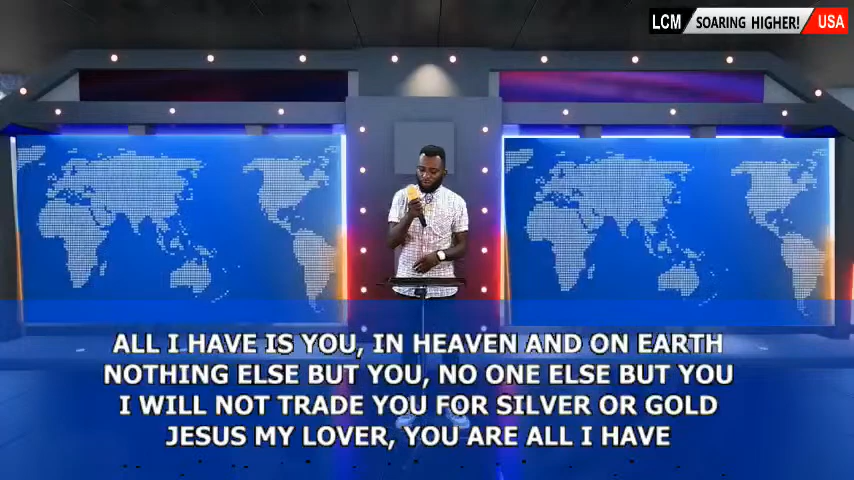 LCM SOARING HIGHER! USA
ALL I HAVE IS YOU, IN HEAVEN AND ON EARTH
NOTHING ELSE BUT YOU, NO ONE ELSE BUT YOU
I WILL NOT TRADE YOU FOR SILVER OR GOLD
JESUS MY LOVER, YOU ARE ALL I HAVE